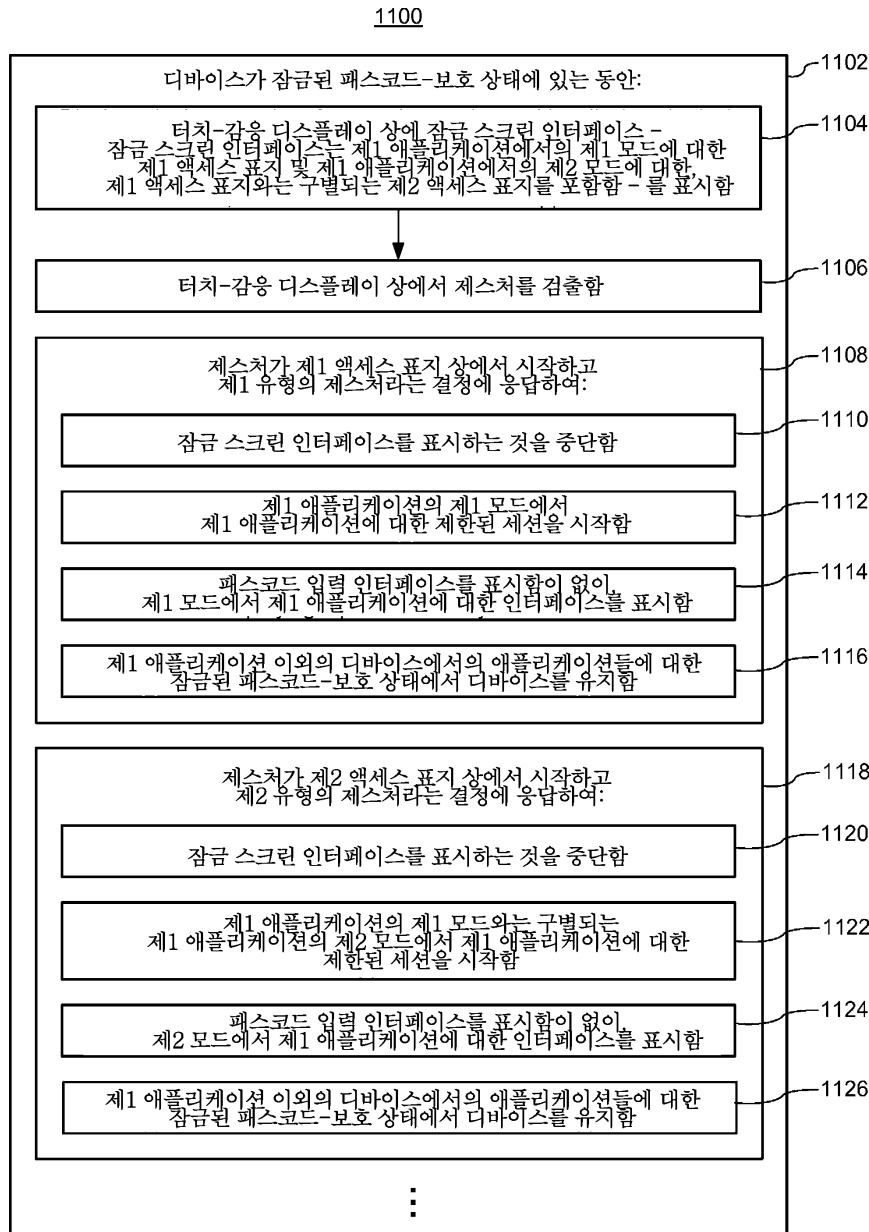 1100
디바이스가 잠금된 패스코드-보호 상태에 있는 동안:
1102
터치-감응 디스플레이 상에 잠금 스크린 인터페이스 -
잠금 스크린 인터페이스는 제1 애플리케이션에서의 제1 모드에 대한
제1 액세스 표지 및 제1 애플리케이션에서의 제2 모드에 대한,
제1 액세스 표지와는 구별되는 제2 액세스 표지를 포함함 - 를 표시함
1104
터치-감응 디스플레이 상에서 제스처를 검출함
1106
제스처가 제1 액세스 표지 상에서 시작하고
제1 유형의 제스처라는 결정에 응답하여:
1108
잠금 스크린 인터페이스를 표시하는 것을 중단함
1110
제1 애플리케이션의 제1 모드에서
제1 애플리케이션에 대한 제한된 세션을 시작함
1112
패스코드 입력 인터페이스를 표시함이 없이,
제1 모드에서 제1 애플리케이션에 대한 인터페이스를 표시함
1114
제1 애플리케이션 이외의 디바이스에서의 애플리케이션들에 대한
잠금된 패스코드-보호 상태에서 디바이스를 유지함
1116
제스처가 제2 액세스 표지 상에서 시작하고
제2 유형의 제스처라는 결정에 응답하여:
1118
잠금 스크린 인터페이스를 표시하는 것을 중단함
1120
제1 애플리케이션의 제1 모드와는 구별되는
제1 애플리케이션의 제2 모드에서 제1 애플리케이션에 대한
제한된 세션을 시작함
1122
패스코드 입력 인터페이스를 표시함이 없이,
제2 모드에서 제1 애플리케이션에 대한 인터페이스를 표시함
1124
제1 애플리케이션 이외의 디바이스에서의 애플리케이션들에 대한
잠금된 패스코드-보호 상태에서 디바이스를 유지함
1126